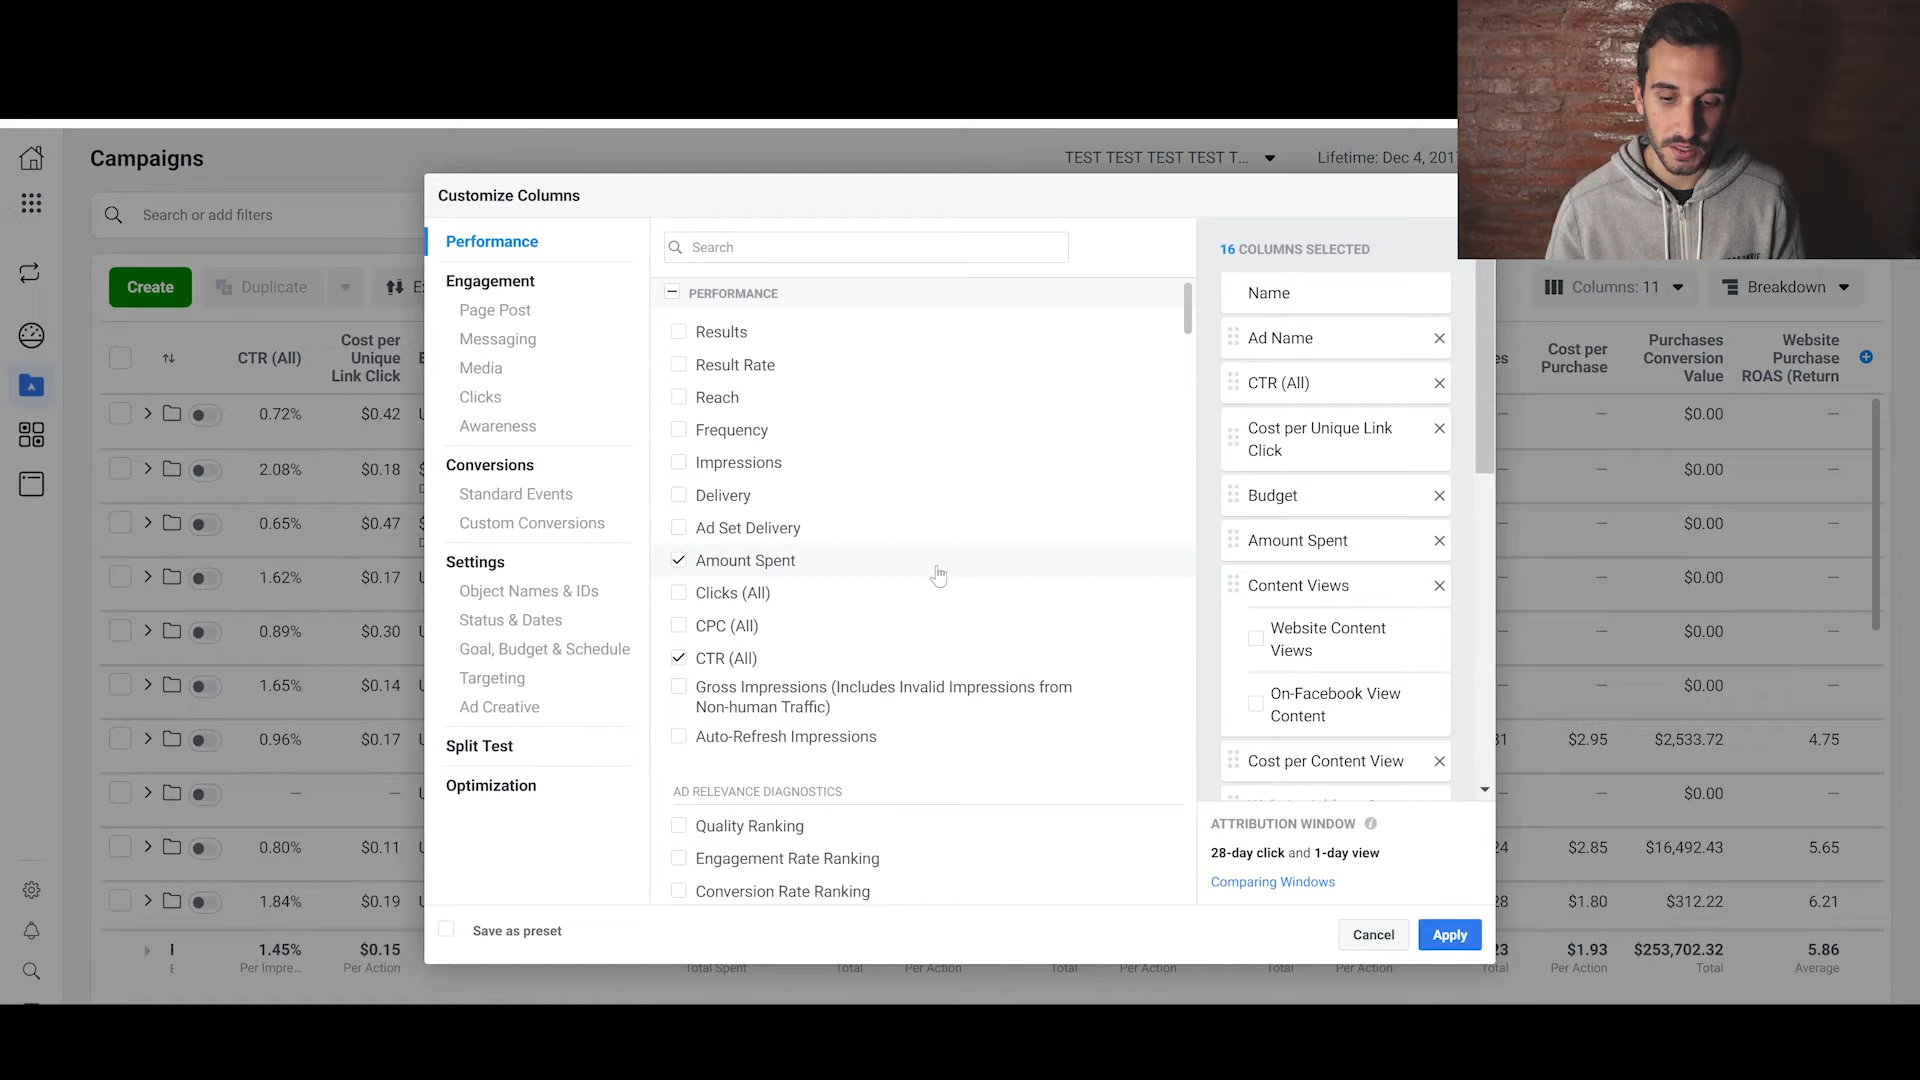 Campaigns
TEST TEST TEST TEST T...
Lifetime: Dec 4, 201
Search or add filters
Create
Duplicate
Columns: 11
Breakdown
CTR (All)
Cost per
Unique
Link Click
Cost per
Purchase
Purchases
Conversion
Value
Website
Purchase
ROAS (Return
0.72% $0.42 $0.00 —
2.08% $0.18 — $0.00 —
0.65% $0.47 — $0.00 —
1.62% $0.17 — $0.00 —
0.89% $0.30 — $0.00 —
1.65% $0.14 — $0.00 —
0.96% $0.17 $2.95 $2,533.72 4.75
— — — $0.00 —
0.80% $0.11 24 $2.85 $16,492.43 5.65
1.84% $0.19 28 $1.80 $312.22 6.21
1.45% $0.15 23 $1.93 $253,702.32 5.86
Per Impre... Per Action Total Spent Total Per Action Total Per Action Total Per Action Total Per Action Total Average
Customize Columns
Performance
Engagement
Page Post
Messaging
Media
Clicks
Awareness
Conversions
Standard Events
Custom Conversions
Settings
Object Names & IDs
Status & Dates
Goal, Budget & Schedule
Targeting
Ad Creative
Split Test
Optimization
Search
PERFORMANCE
Results
Result Rate
Reach
Frequency
Impressions
Delivery
Ad Set Delivery
Amount Spent
Clicks (All)
CPC (All)
CTR (All)
Gross Impressions (Includes Invalid Impressions from
Non-human Traffic)
Auto-Refresh Impressions
AD RELEVANCE DIAGNOSTICS
Quality Ranking
Engagement Rate Ranking
Conversion Rate Ranking
16 COLUMNS SELECTED
Name
Ad Name
CTR (All)
Cost per Unique Link
Click
Budget
Amount Spent
Content Views
Website Content
Views
On-Facebook View
Content
Cost per Content View
ATTRIBUTION WINDOW
28-day click and 1-day view
Comparing Windows
Save as preset
Cancel
Apply